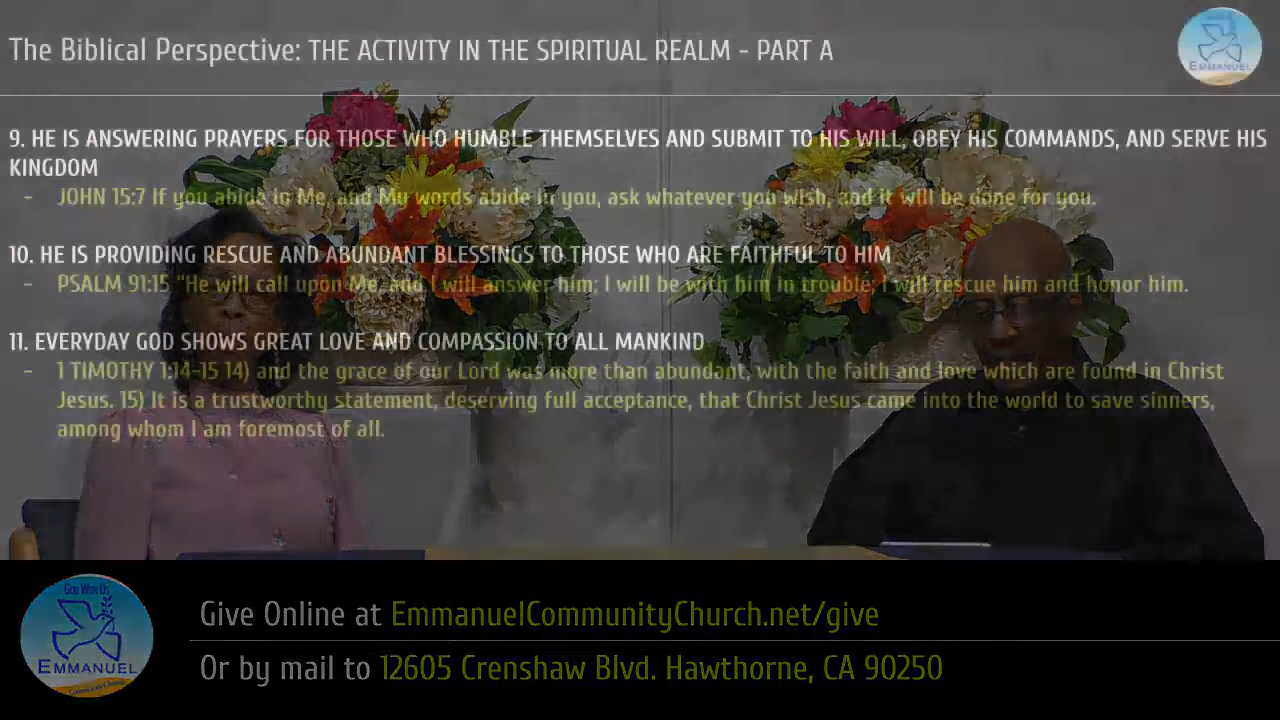 The Biblical Perspective: THE ACTIVITY IN THE SPIRITUAL REALM - PART A
EMMANUEL
9. HE IS ANSWERING PRAYERS FOR THOSE WHO HUMBLE THEMSELVES AND SUBMIT TO HIS WILL, OBEY HIS COMMANDS, AND SERVE HIS
KINGDOM
- JOHN 15:7 If you abide in Me, and My words abide in you, ask whatever you wish, and it will be done for you.
10. HE IS PROVIDING RESCUE AND ABUNDANT BLESSINGS TO THOSE WHO ARE FAITHFUL TO HIM
- PSALM 91:15 "He will call upon Me, and I will answer him; I will be with him in trouble; I will rescue him and honor him.
11. EVERYDAY GOD SHOWS GREAT LOVE AND COMPASSION TO ALL MANKIND
- 1 TIMOTHY 1:14-15 14) and the grace of our Lord was more than abundant, with the faith and love which are found in Christ
Jesus. 15) It is a trustworthy statement, deserving full acceptance, that Christ Jesus came into the world to save sinners,
among whom I am foremost of all.
God With Us
EMMANUEL
Community Church
Give Online at EmmanuelCommunityChurch.net/give
Or by mail to 12605 Crenshaw Blvd. Hawthorne, CA 90250